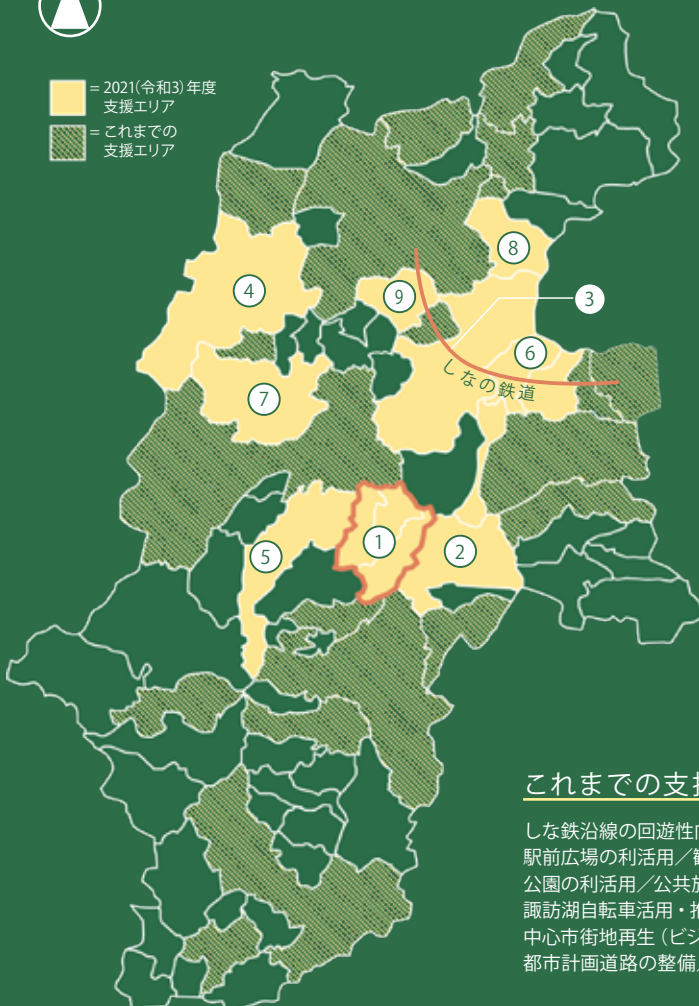 = 2021(令和3)年度
支援エリア
= これまでの
支援エリア
8
4
9
3
6
しなの鉄道
7
1
5
2
これまでの支
しな鉄沿線の回遊性
駅前広場の利活用／
公園の利活用／公共
諏訪湖自転車活用・
中心市街地再生（ビジ
都市計画道路の整備